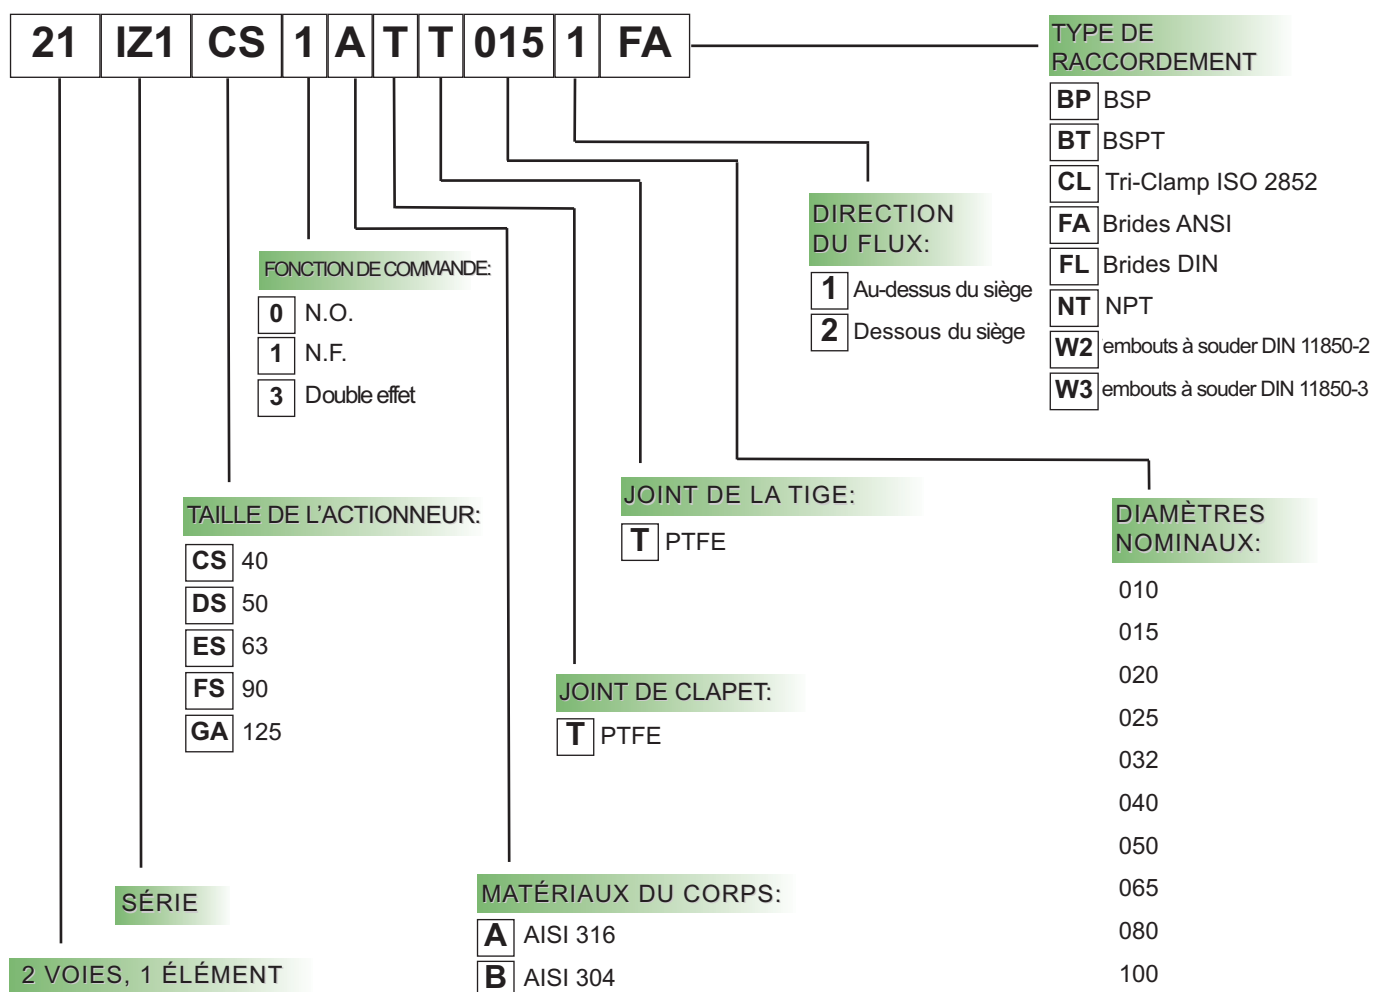 21 IZ1 CS 1 A T T 015 1 FA
TYPE DE
RACCORDEMENT
BP BSP
BT BSPT
CL Tri-Clamp ISO 2852
FA Brides ANSI
FL Brides DIN
NT NPT
W2 embouts à souder DIN 11850-2
W3 embouts à souder DIN 11850-3
DIRECTION
DU FLUX:
1 Au-dessus du siège
2 Dessous du siège
FONCTION DE COMMANDE:
0 N.O.
1 N.F.
3 Double effet
TAILLE DE L'ACTIONNEUR:
CS 40
DS 50
ES 63
FS 90
GA 125
JOINT DE LA TIGE:
T PTFE
DIAMÈTRES
NOMINAUX:
010
015
020
025
032
040
050
065
080
100
JOINT DE CLAPET:
T PTFE
MATÉRIAUX DU CORPS:
A AISI 316
B AISI 304
SÉRIE
2 VOIES, 1 ÉLÉMENT